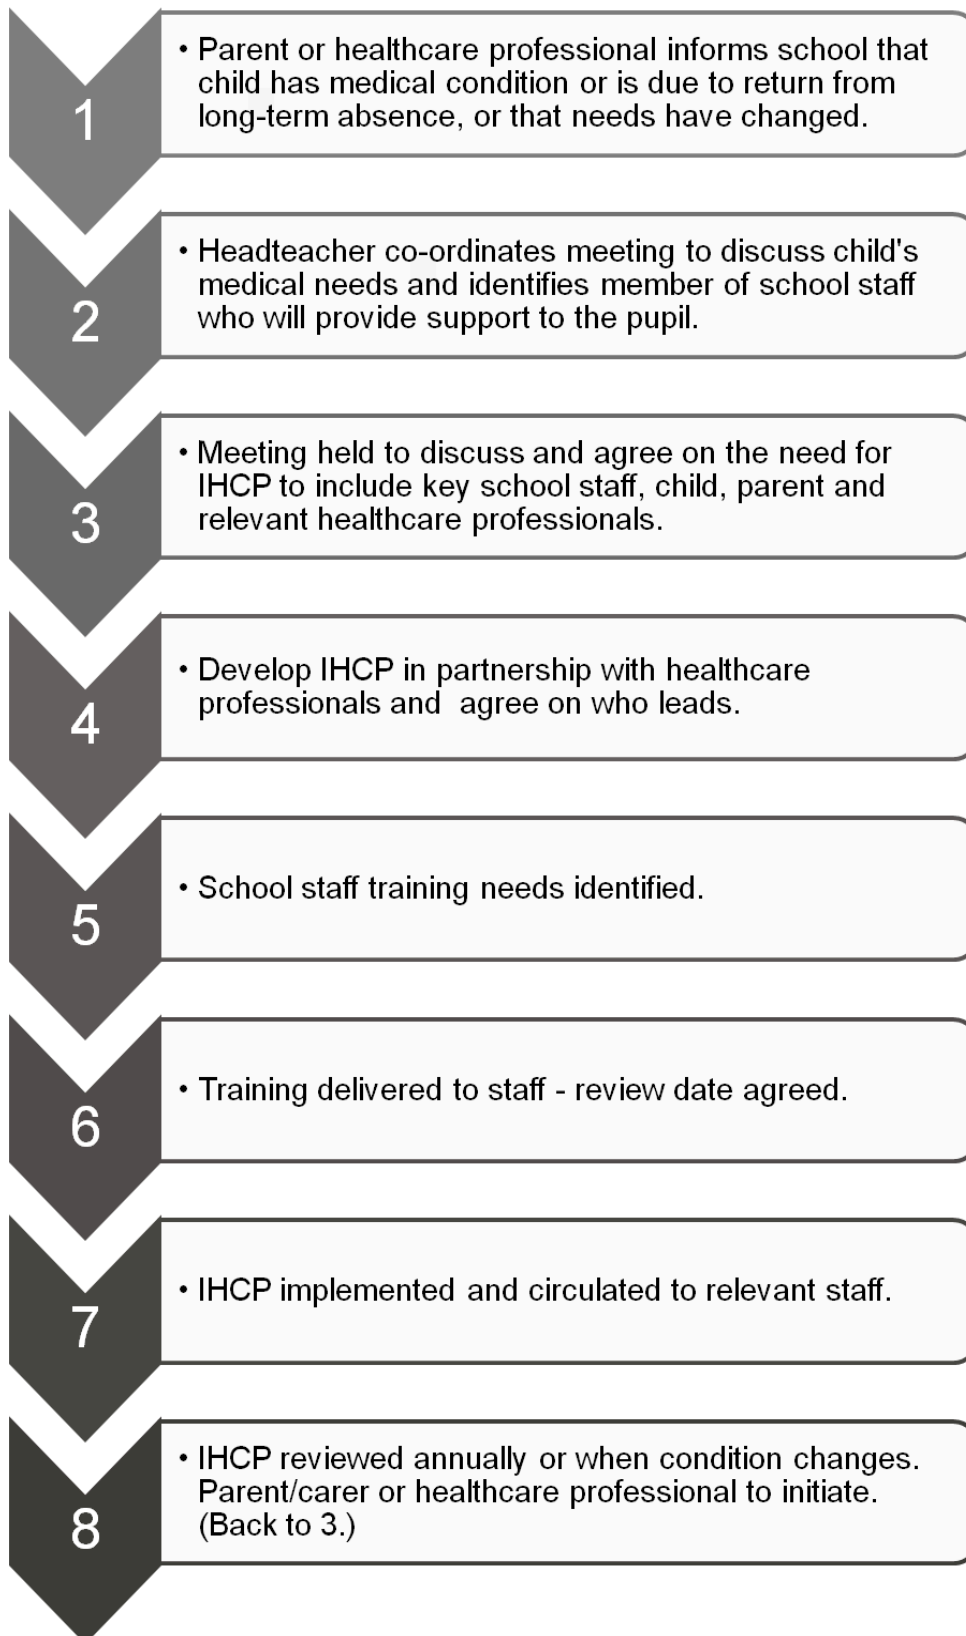 1
• Parent or healthcare professional informs school that
child has medical condition or is due to return from
long-term absence, or that needs have changed.
2
• Headteacher co-ordinates meeting to discuss child's
medical needs and identifies member of school staff
who will provide support to the pupil.
3
• Meeting held to discuss and agree on the need for
IHCP to include key school staff, child, parent and
relevant healthcare professionals.
4
• Develop IHCP in partnership with healthcare
professionals and  agree on who leads.
5
• School staff training needs identified.
6
• Training delivered to staff - review date agreed.
7
• IHCP implemented and circulated to relevant staff.
8
• IHCP reviewed annually or when condition changes.
Parent/carer or healthcare professional to initiate.
(Back to 3.)